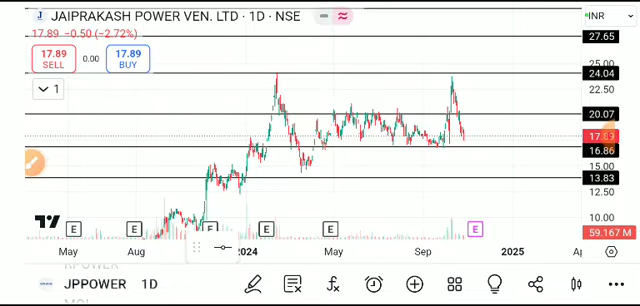 JAIPRAKASH POWER VEN. LTD · 1D · NSE
INR
17.89 −0.50 (−2.72%)
27.65
17.89 SELL 0.00 17.89 BUY
25.00
24.04
1
22.50
20.07
16.86
15.00
13.83
12.50
10.00
59.167 M
E E E E E E
May Aug 2024 May Sep 2025
JPPOWER 1D